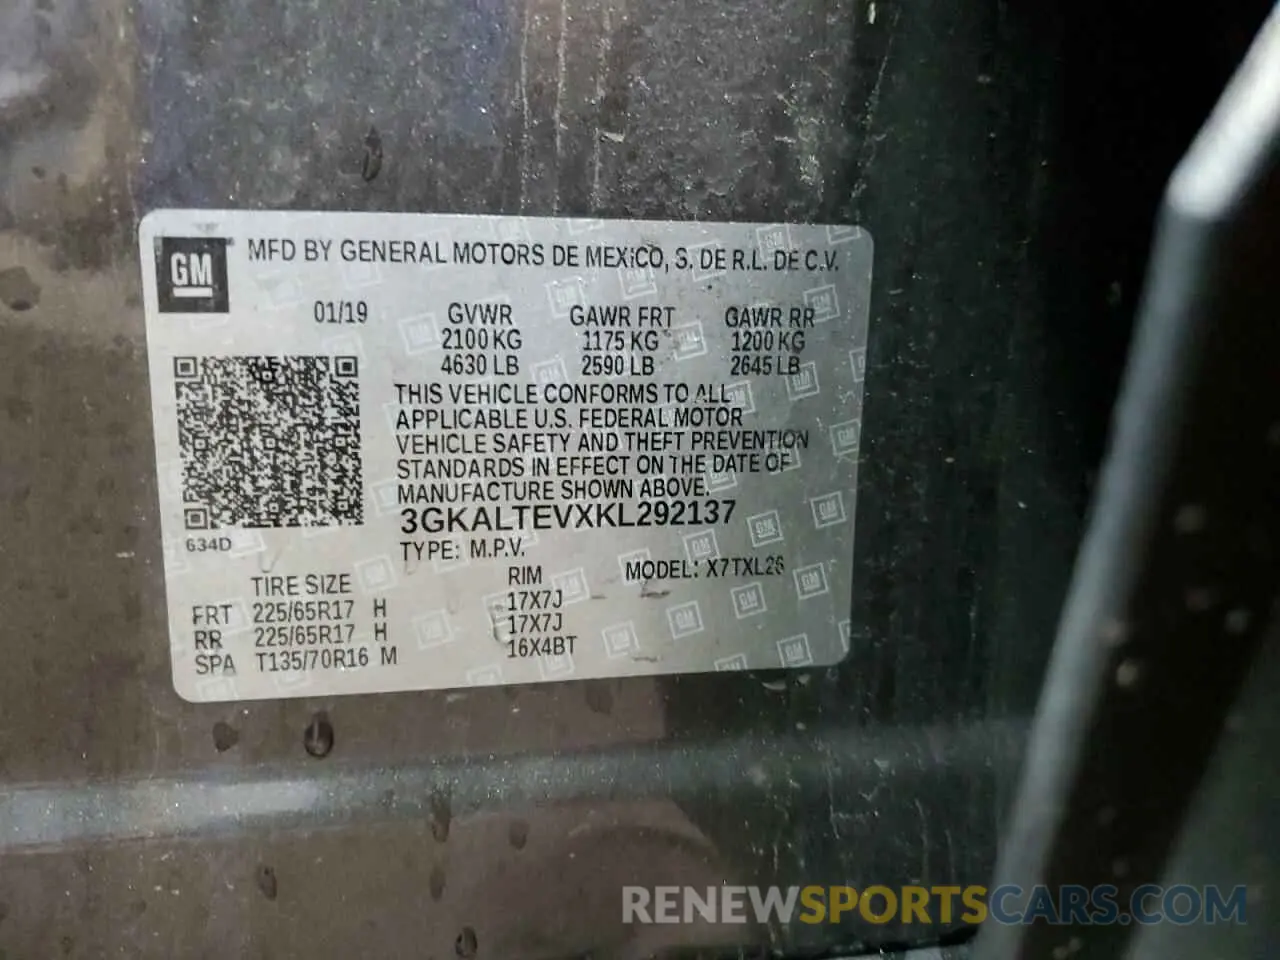 GM
MFD BY GENERAL MOTORS DE MEXICO, S. DE R.L. DE C.V.
01/19 GVWR GAWR FRT GAWR RR
2100 KG 1175 KG 1200 KG
4630 LB 2590 LB 2645 LB
THIS VEHICLE CONFORMS TO ALL
APPLICABLE U.S. FEDERAL MOTOR
VEHICLE SAFETY AND THEFT PREVENTION
STANDARDS IN EFFECT ON THE DATE OF
MANUFACTURE SHOWN ABOVE.
3GKALTEVXKL292137
634D
TYPE: M.P.V. MODEL: X7TXL26
TIRE SIZE RIM
FRT 225/65R17 H 17X7J
RR 225/65R17 H 17X7J
SPA T135/70R16 M 16X4BT
RENEWSPORTSCARS.COM